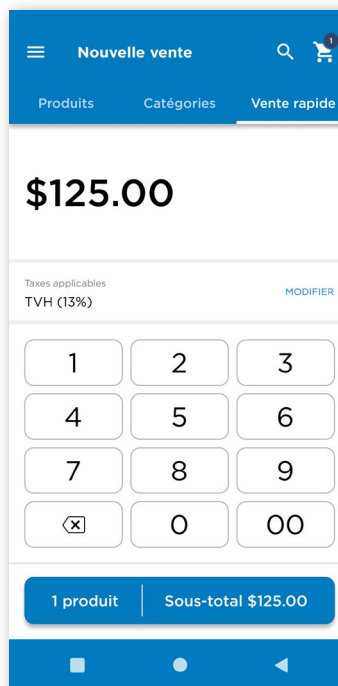 Nouvelle vente
1
Produits Catégories Vente rapide
$125.00
Taxes applicables
TVH (13%)
MODIFIER
1 2 3
4 5 6
7 8 9
0 00
1 produit Sous-total $125.00